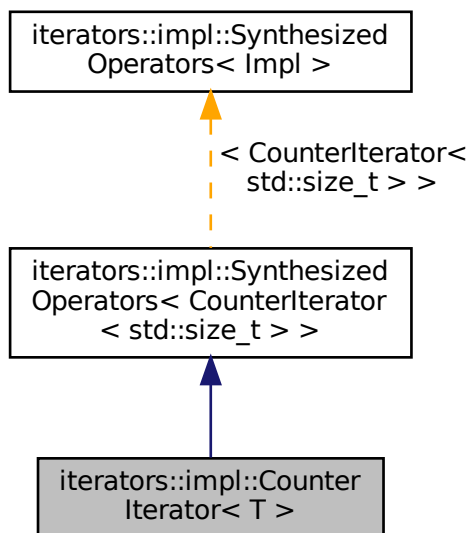 iterators::impl::Synthesized
Operators< Impl >
< CounterIterator<
std::size_t > >
iterators::impl::Synthesized
Operators< CounterIterator
< std::size_t > >
iterators::impl::Counter
Iterator< T >